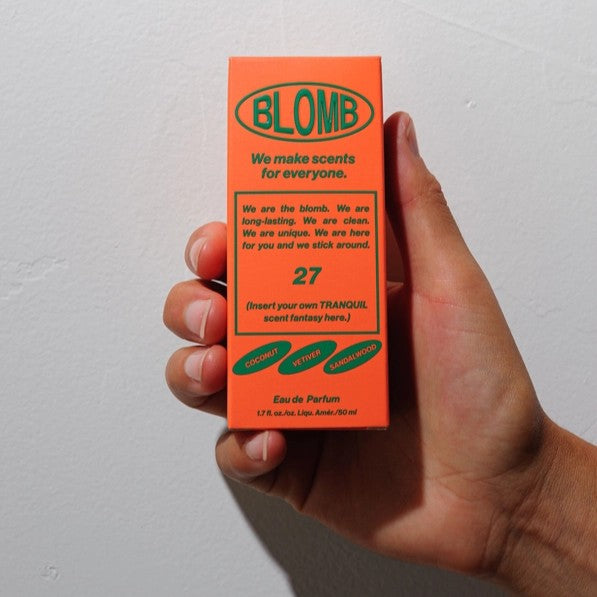 BLOMB
We make scents
for everyone.
We are the blomb. We are
long-lasting. We are clean.
We are unique. We are here
for you and we stick around.
27
(Insert your own TRANQUIL
scent fantasy here.)
COCONUT VETIVER SANDALWOOD
Eau de Parfum
1.7 fl. oz./oz. Liqu. Amér./50 ml